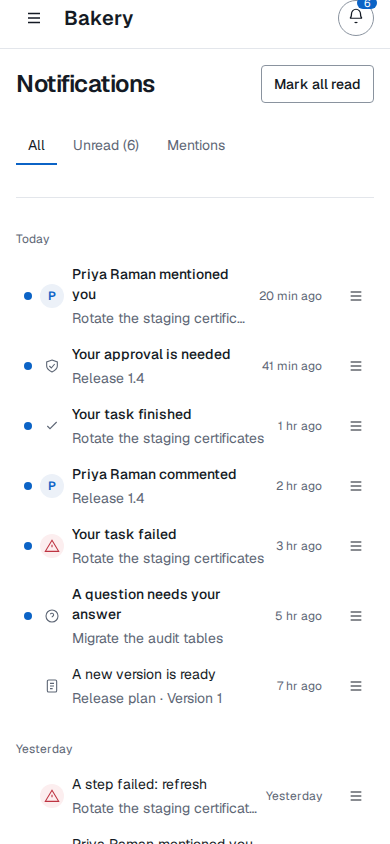 Bakery
6
Notifications
Mark all read
All
Unread (6)
Mentions
Today
P
Priya Raman mentioned
you
Rotate the staging certific...
20 min ago
Your approval is needed
Release 1.4
41 min ago
Your task finished
Rotate the staging certificates
1 hr ago
P
Priya Raman commented
Release 1.4
2 hr ago
Your task failed
Rotate the staging certificates
3 hr ago
A question needs your
answer
Migrate the audit tables
5 hr ago
A new version is ready
Release plan · Version 1
7 hr ago
Yesterday
A step failed: refresh
Rotate the staging certificat...
Yesterday
Priya Raman mentioned you